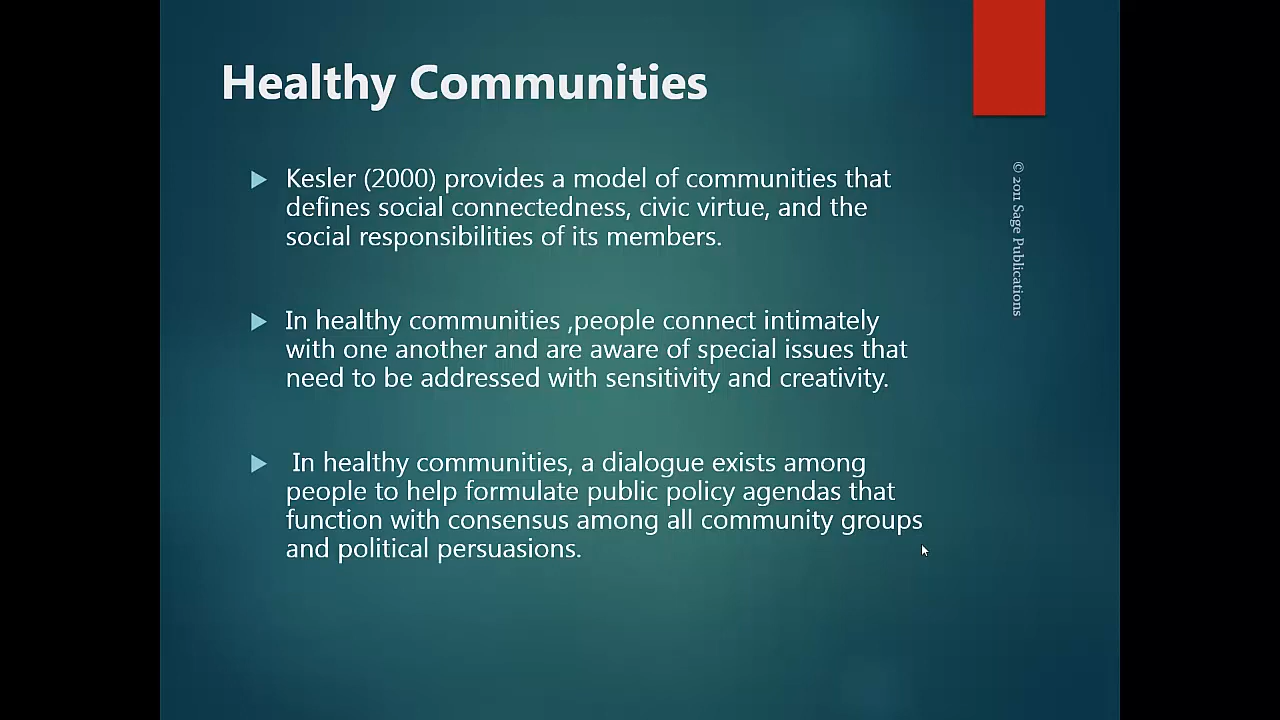 Healthy Communities
Kesler (2000) provides a model of communities that
defines social connectedness, civic virtue, and the
social responsibilities of its members.
In healthy communities ,people connect intimately
with one another and are aware of special issues that
need to be addressed with sensitivity and creativity.
In healthy communities, a dialogue exists among
people to help formulate public policy agendas that
function with consensus among all community groups
and political persuasions.
© 2011 Sage Publications